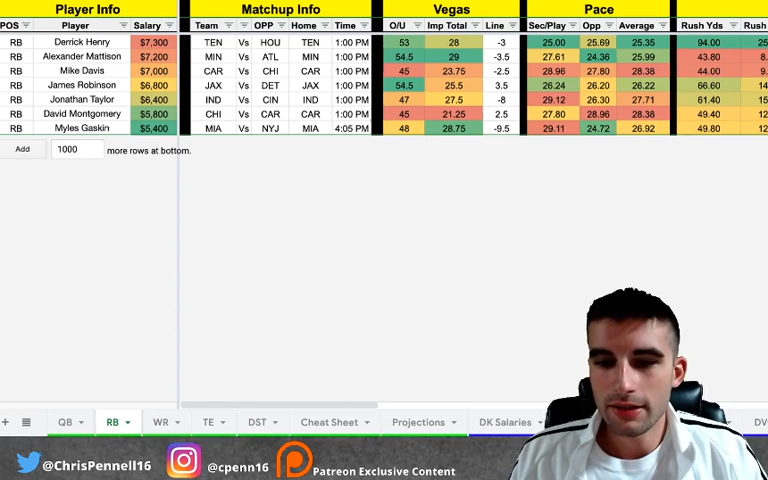 Player Info Matchup Info Vegas Pace
POS Player Salary Team Vs OPP Home Time O/U Imp Total Line Sec/Play Opp Average Rush Yds Rush
RB Derrick Henry $7,300 TEN Vs HOU TEN 1:00 PM 53 28 -3 25.00 25.69 25.35 94.00 25
RB Alexander Mattison $7,200 MIN Vs ATL MIN 1:00 PM 54.5 29 -3.5 27.61 24.36 25.99 43.80 8.
RB Mike Davis $7,000 CAR Vs CHI CAR 1:00 PM 45 23.75 -2.5 28.96 27.80 28.38 44.00 9.
RB James Robinson $6,800 JAX Vs DET JAX 1:00 PM 54.5 25.5 3.5 26.24 26.20 26.22 66.60 14
RB Jonathan Taylor $6,400 IND Vs CIN IND 1:00 PM 47 27.5 -8 29.12 26.30 27.71 61.40 15
RB David Montgomery $5,800 CHI Vs CAR CAR 1:00 PM 45 21.25 2.5 27.80 28.96 28.38 49.40 12
RB Myles Gaskin $5,400 MIA Vs NYJ MIA 4:05 PM 48 28.75 -9.5 29.11 24.72 26.92 49.80 12
Add 1000 more rows at bottom.
QB RB WR TE DST Cheat Sheet Projections DK Salaries DV
@ChrisPennell16 @cpenn16 Patreon Exclusive Content